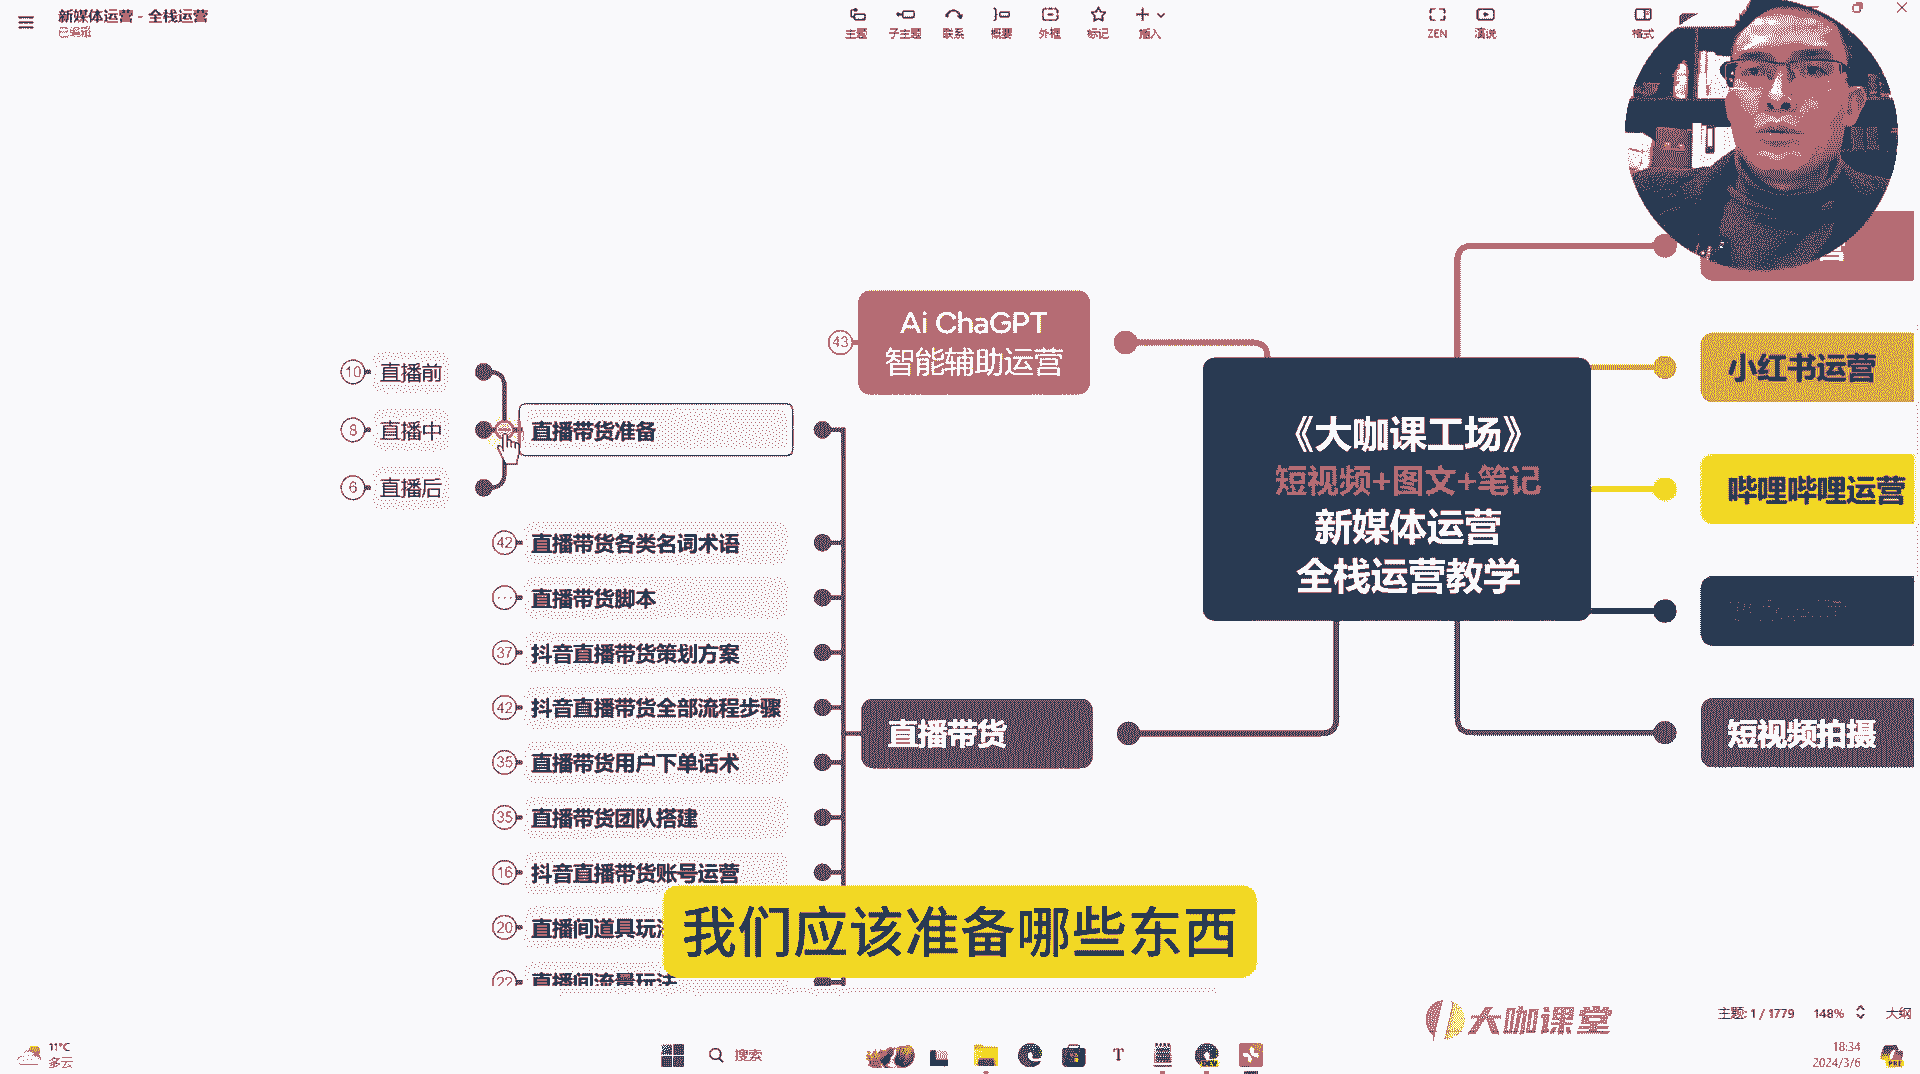 新媒体运营 - 全栈运营
已编辑
主题
子主题
联系
概要
外框
标记
插入
ZEN
演说
格式
Ai ChaGPT
智能辅助运营
43
10
直播前
8
直播中
6
直播后
直播带货准备
42
直播带货各类名词术语
直播带货脚本
37
抖音直播带货策划方案
42
抖音直播带货全部流程步骤
35
直播带货用户下单话术
35
直播带货团队搭建
16
抖音直播带货账号运营
20
直播间道具玩法
22
直播间流量玩法
直播带货
《大咖课工场》
短视频+图文+笔记
新媒体运营
全栈运营教学
小红书运营
哔哩哔哩运营
短视频拍摄
我们应该准备哪些东西
大咖课堂
主题: 1 / 1779
148%
大纲
11°C
多云
搜索
18:34
2024/3/6